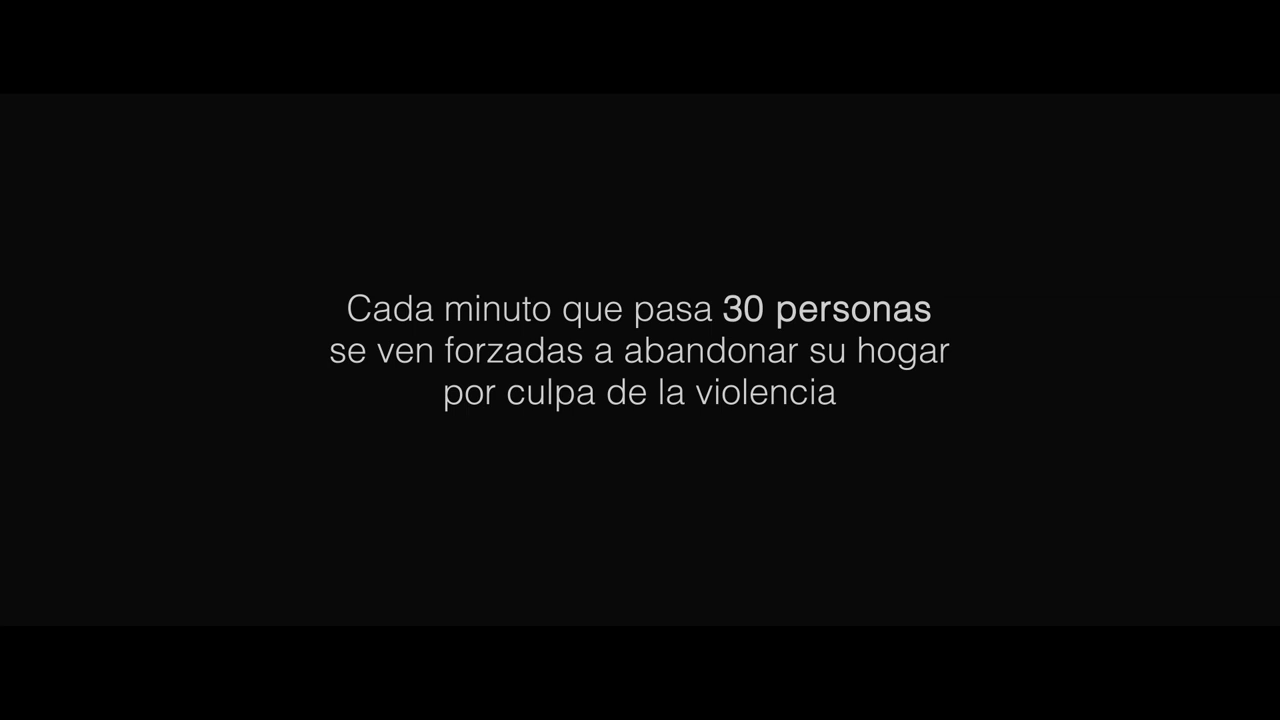 Cada minuto que pasa 30 personas
se ven forzadas a abandonar su hogar
por culpa de la violencia